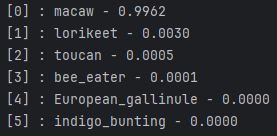 [0] : macaw - 0.9962
[1] : lorikeet - 0.0030
[2] : toucan - 0.0005
[3] : bee_eater - 0.0001
[4] : European_gallinule - 0.0000
[5] : indigo_bunting - 0.0000